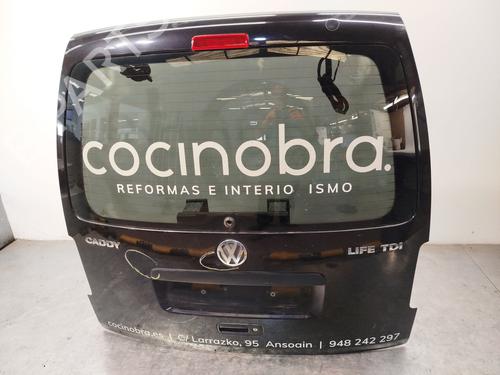 cocinobra.
REFORMAS E INTERIO ISMO
CADDY
LIFE TDI
cocinobra.es | C/ Larrazko, 95 Ansoain | 948 242 297